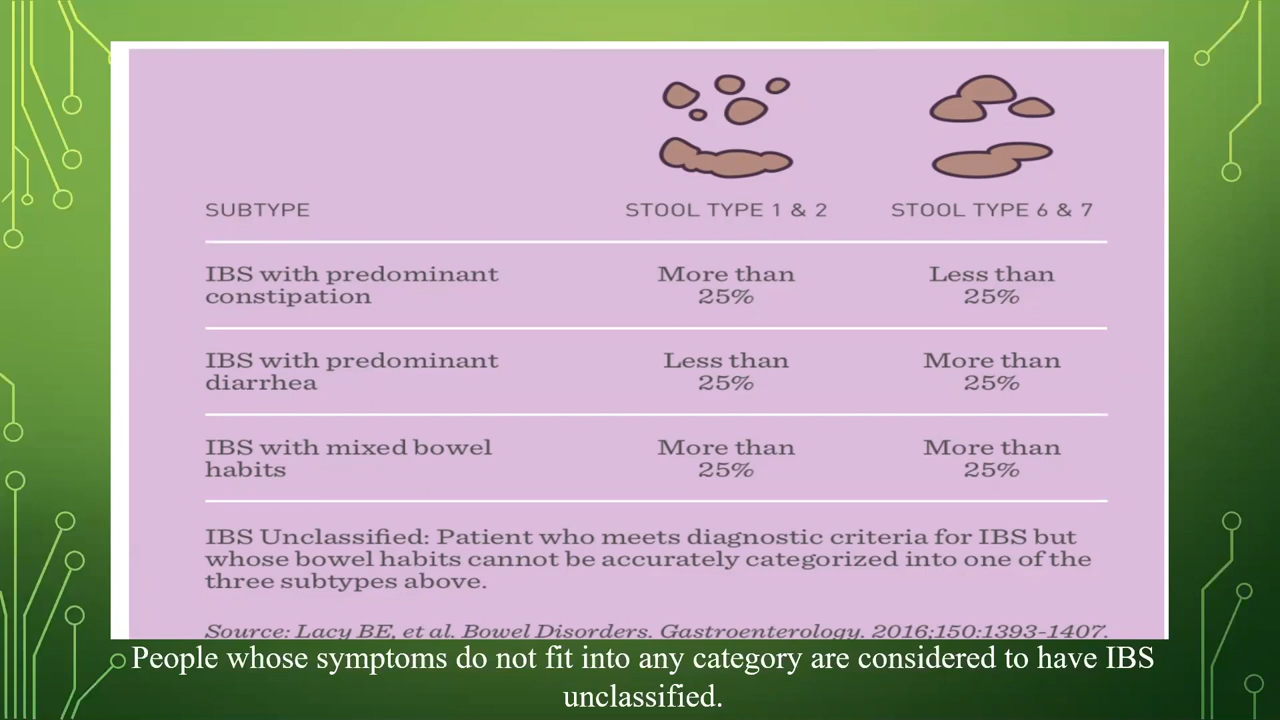 SUBTYPE STOOL TYPE 1 & 2 STOOL TYPE 6 & 7
IBS with predominant constipation More than 25% Less than 25%
IBS with predominant diarrhea Less than 25% More than 25%
IBS with mixed bowel habits More than 25% More than 25%
IBS Unclassified: Patient who meets diagnostic criteria for IBS but
whose bowel habits cannot be accurately categorized into one of the
three subtypes above.
Source: Lacy BE, et al. Bowel Disorders. Gastroenterology. 2016;150:1393-1407.
People whose symptoms do not fit into any category are considered to have IBS
unclassified.